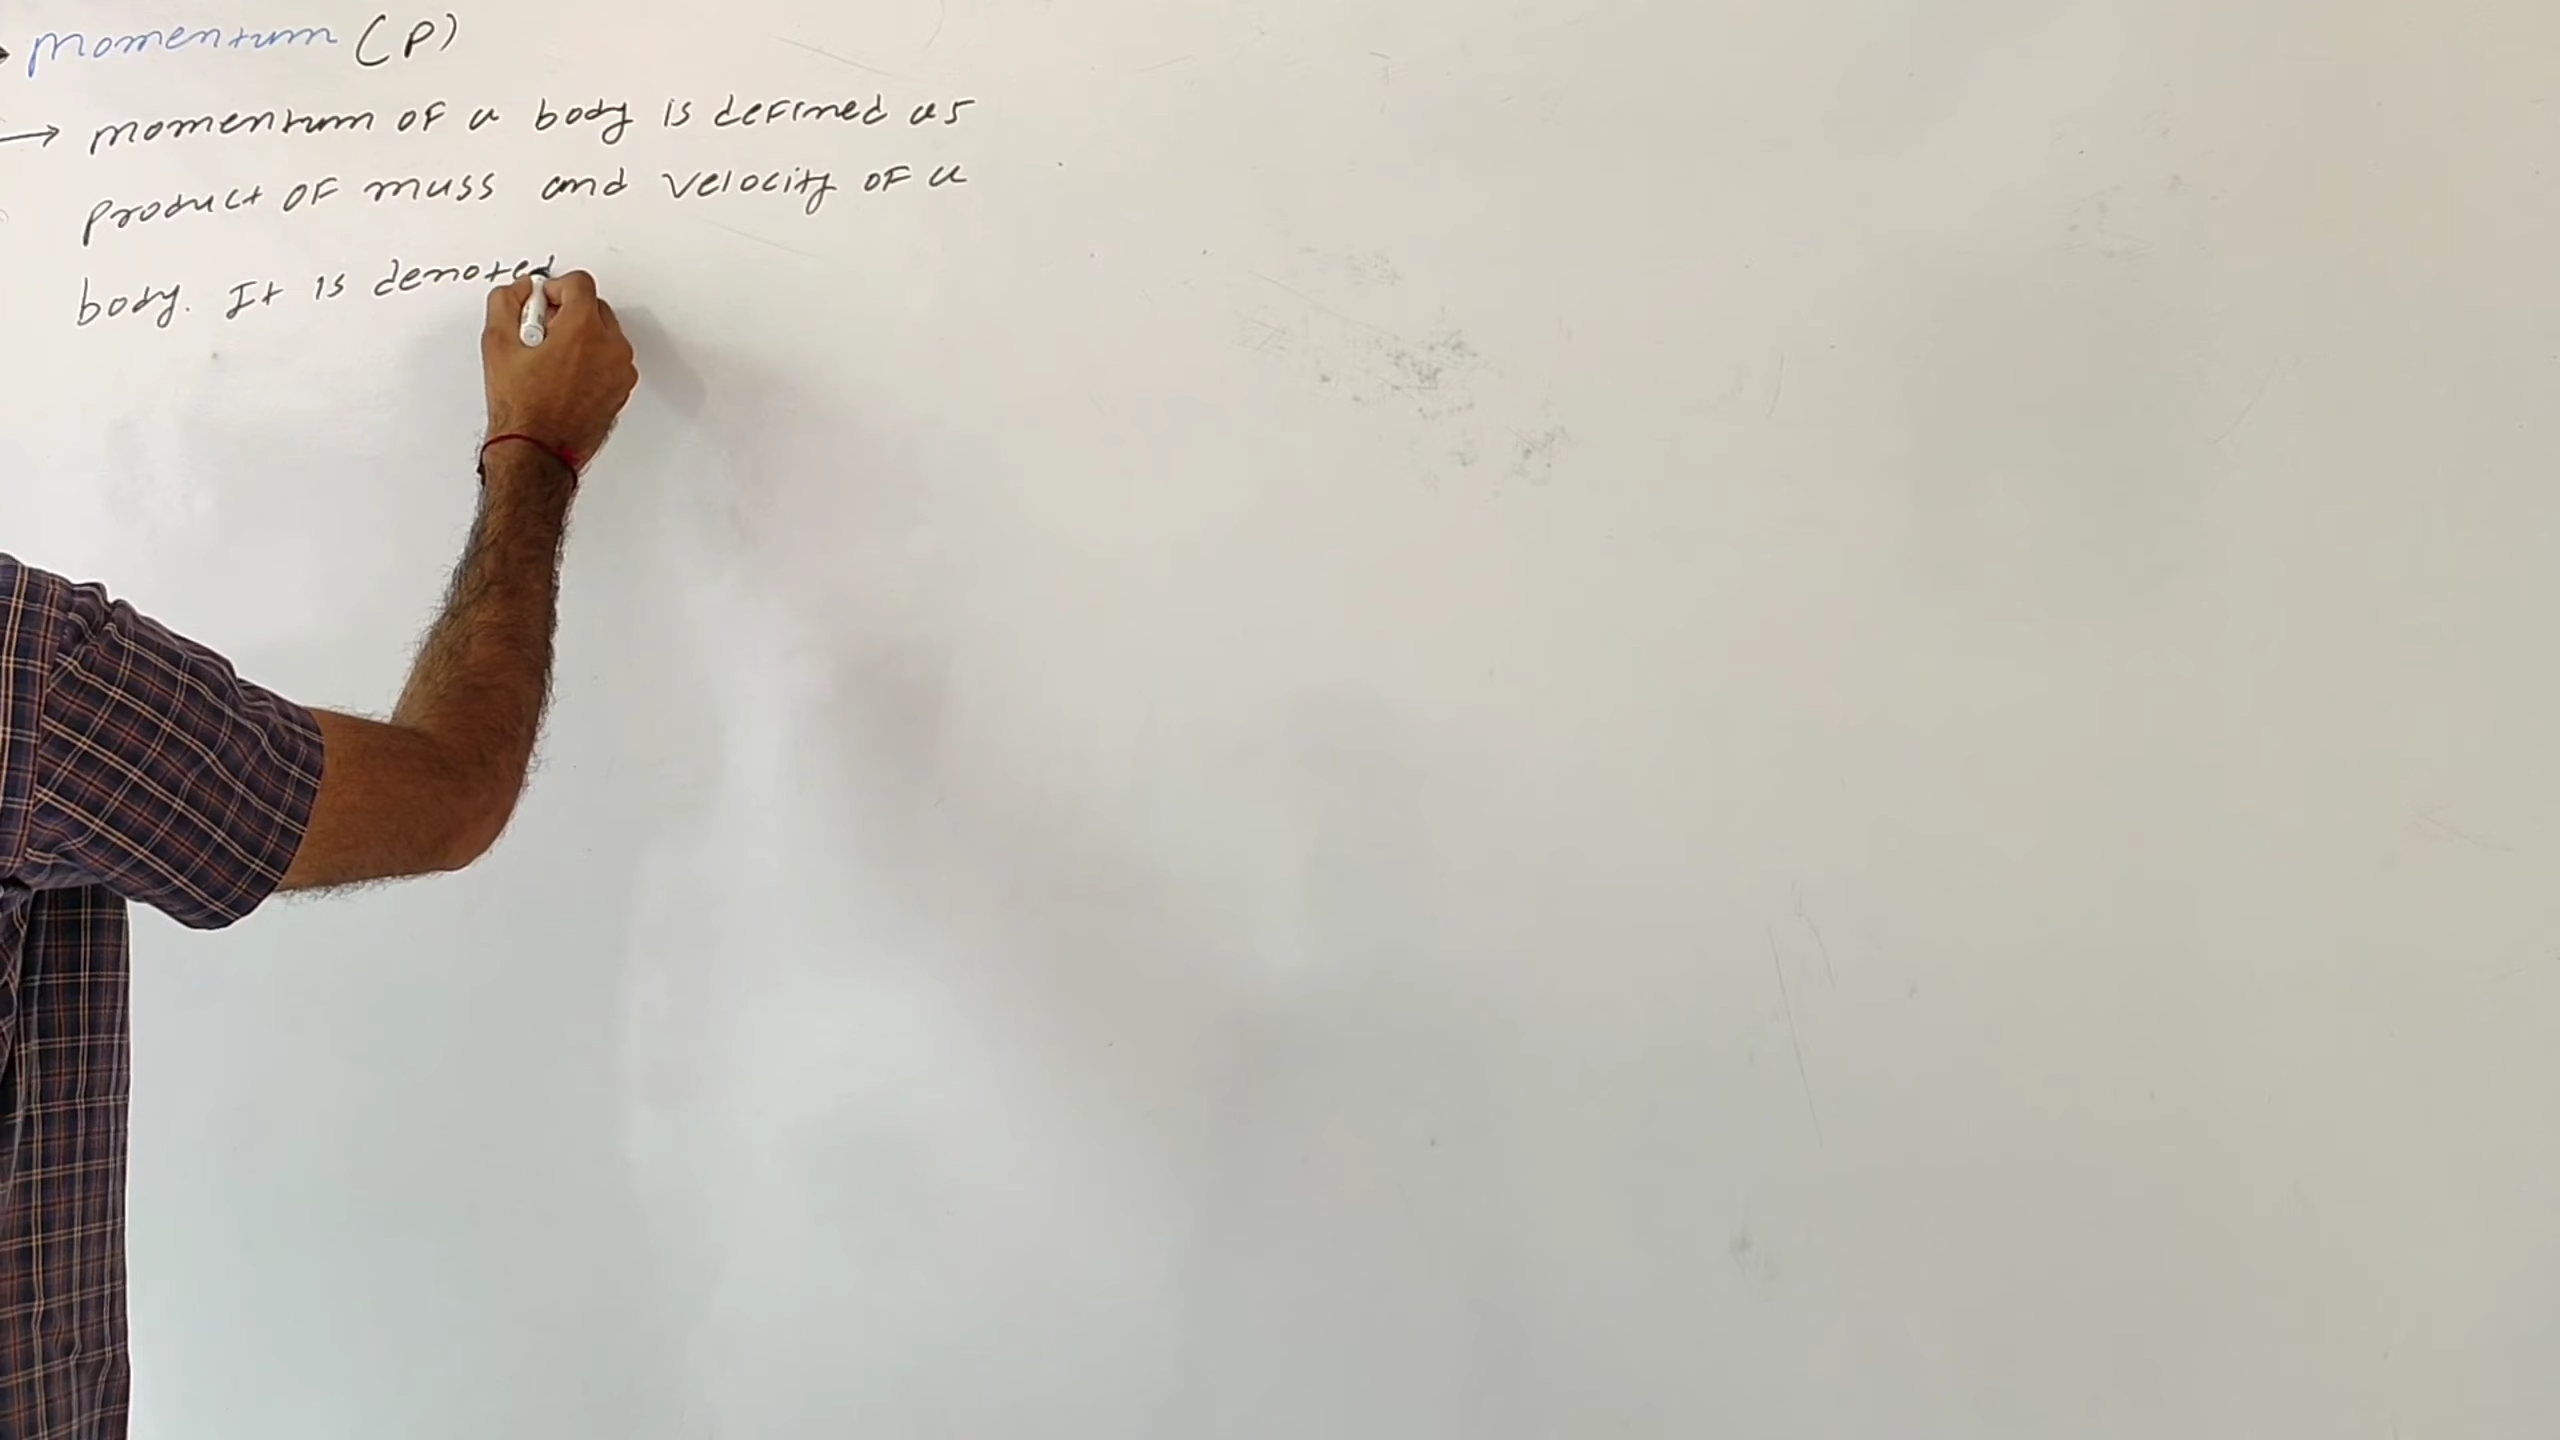 Momentum (P)
→ momentum of a body is defined as
product of mass and velocity of a
body. It is denoted